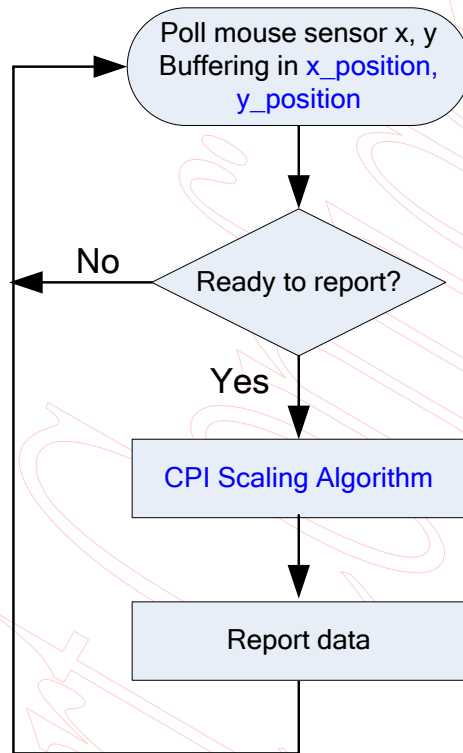 Poll mouse sensor x, y
Buffering in x_position,
y_position
Ready to report?
No
Yes
CPI Scaling Algorithm
Report data